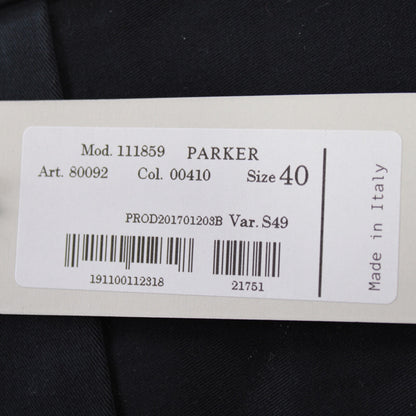 Mod. 111859 PARKER
Art. 80092 Col. 00410 Size 40
PROD201701203B Var. S49
191100112318 21751
Made in Italy